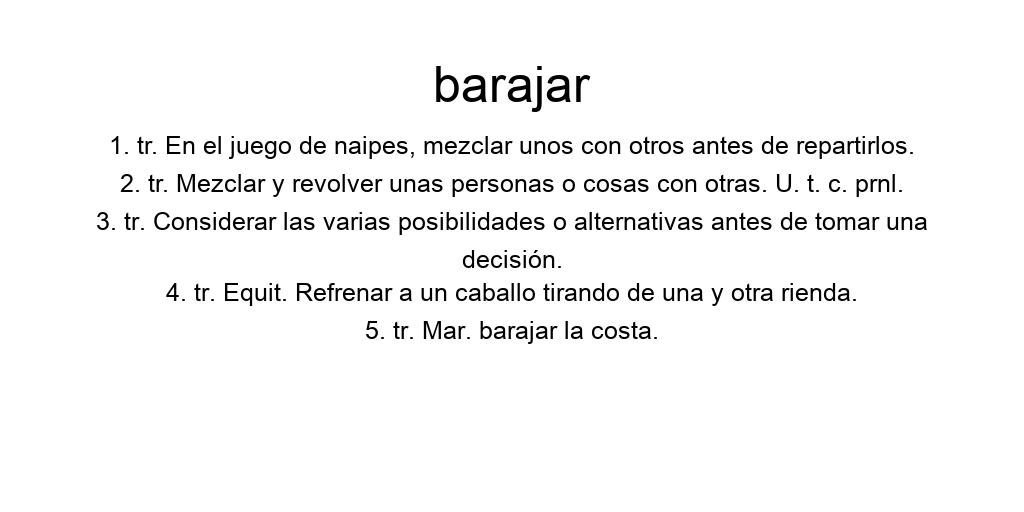 barajar
1. tr. En el juego de naipes, mezclar unos con otros antes de repartirlos.
2. tr. Mezclar y revolver unas personas o cosas con otras. U. t. c. prnl.
3. tr. Considerar las varias posibilidades o alternativas antes de tomar una
decisión.
4. tr. Equit. Refrenar a un caballo tirando de una y otra rienda.
5. tr. Mar. barajar la costa.